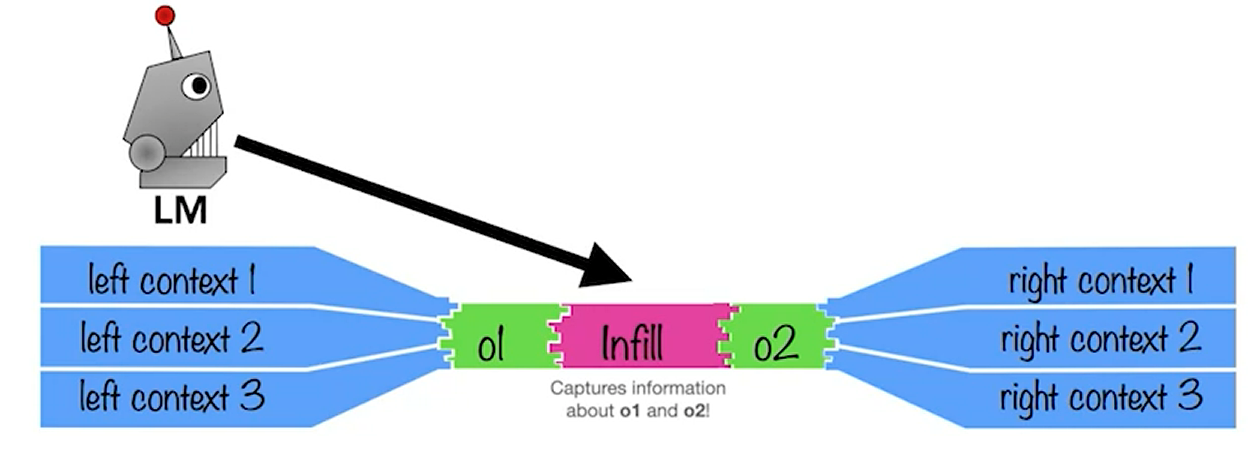 LM
left context 1
left context 2
left context 3
o1
Infill
o2
Captures information
about o1 and o2!
right context 1
right context 2
right context 3